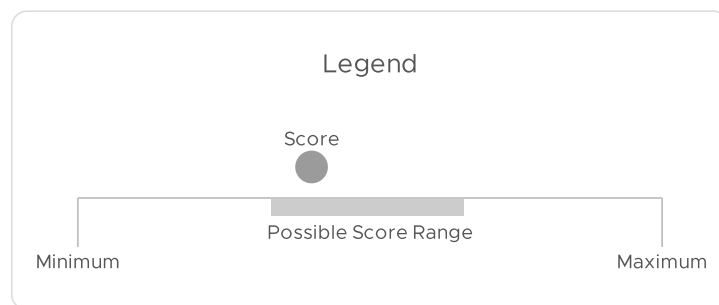 Legend
Score
Possible Score Range
Minimum
Maximum